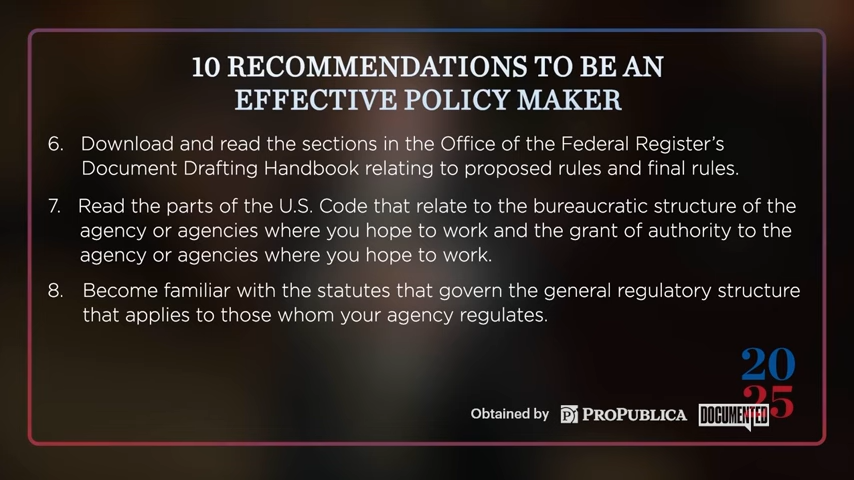 10 RECOMMENDATIONS TO BE AN
EFFECTIVE POLICY MAKER
6. Download and read the sections in the Office of the Federal Register's
Document Drafting Handbook relating to proposed rules and final rules.
7. Read the parts of the U.S. Code that relate to the bureaucratic structure of the
agency or agencies where you hope to work and the grant of authority to the
agency or agencies where you hope to work.
8. Become familiar with the statutes that govern the general regulatory structure
that applies to those whom your agency regulates.
20
25
Obtained by PROPUBLICA DOCUMENTED